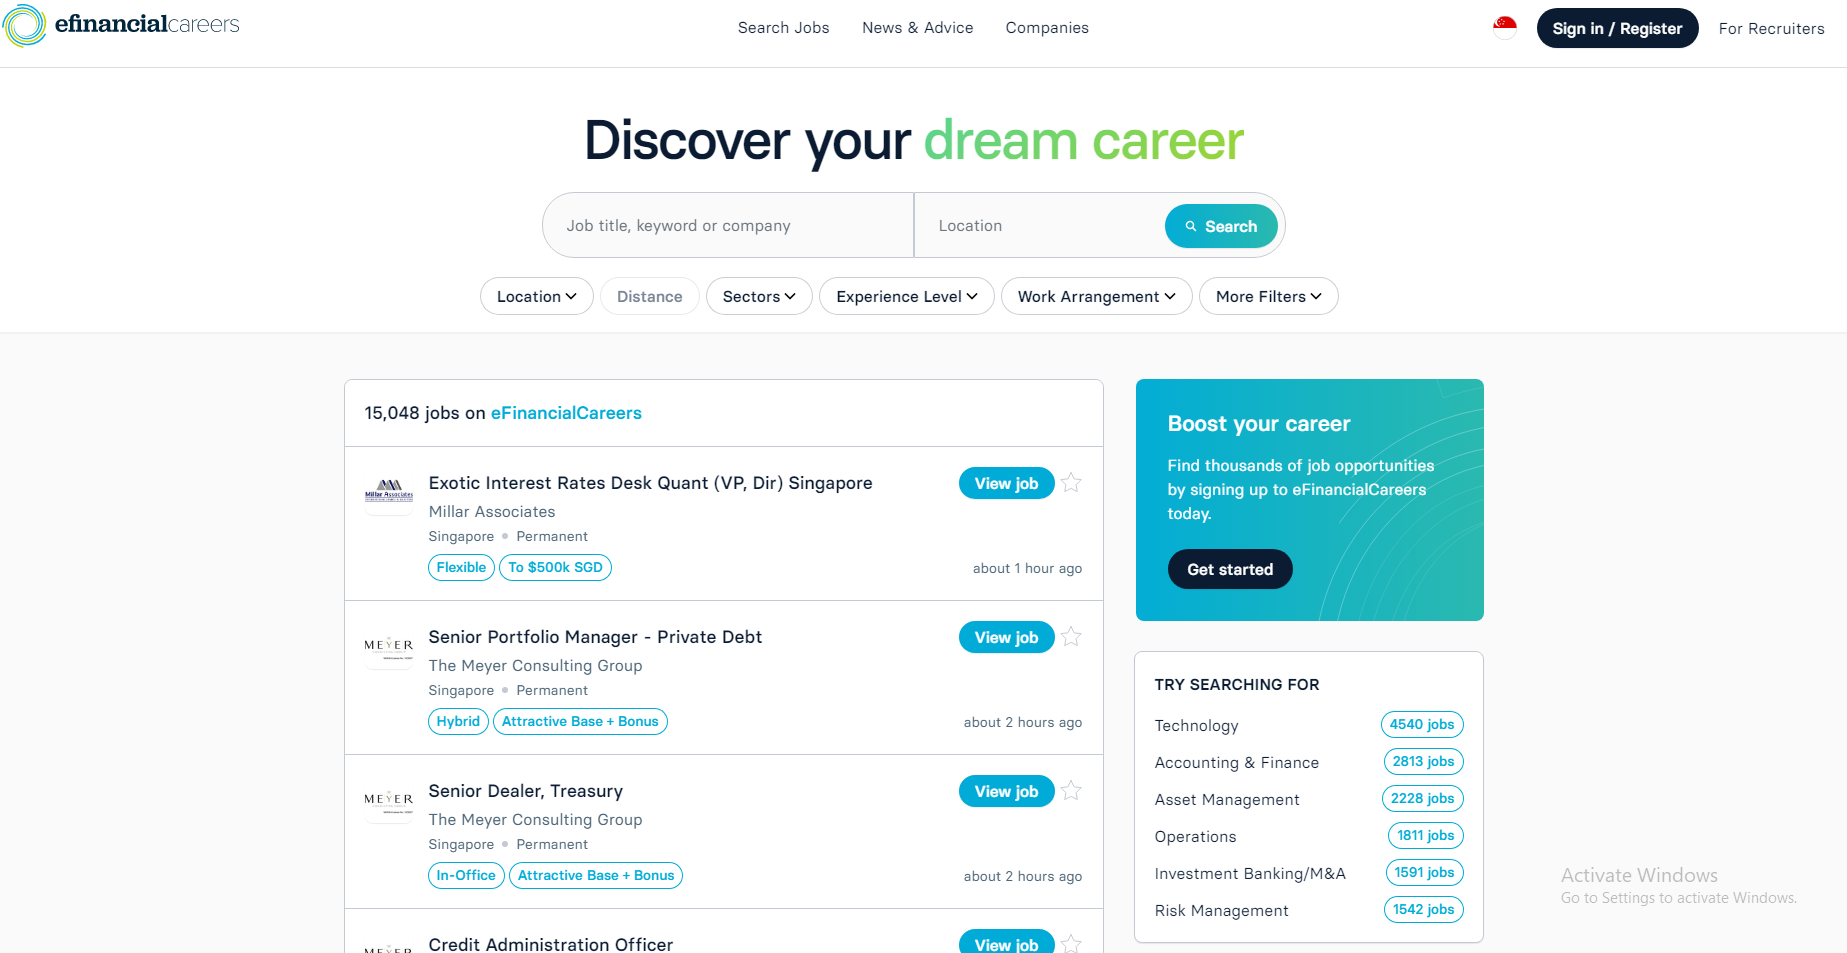 efinancialcareers
Search Jobs News & Advice Companies
Sign in / Register For Recruiters
Discover your dream career
Job title, keyword or company Location Search
Location Distance Sectors Experience Level Work Arrangement More Filters
15,048 jobs on eFinancialCareers
Millar Associates
Exotic Interest Rates Desk Quant (VP, Dir) Singapore
View job
Millar Associates
Singapore Permanent
Flexible To $500k SGD
about 1 hour ago
MEYER
Senior Portfolio Manager - Private Debt
View job
The Meyer Consulting Group
Singapore Permanent
Hybrid Attractive Base + Bonus
about 2 hours ago
MEYER
Senior Dealer, Treasury
View job
The Meyer Consulting Group
Singapore Permanent
In-Office Attractive Base + Bonus
about 2 hours ago
MEYER
Credit Administration Officer
View job
Boost your career
Find thousands of job opportunities
by signing up to eFinancialCareers
today.
Get started
TRY SEARCHING FOR
Technology 4540 jobs
Accounting & Finance 2813 jobs
Asset Management 2228 jobs
Operations 1811 jobs
Investment Banking/M&A 1591 jobs
Risk Management 1542 jobs
Activate Windows
Go to Settings to activate Windows.